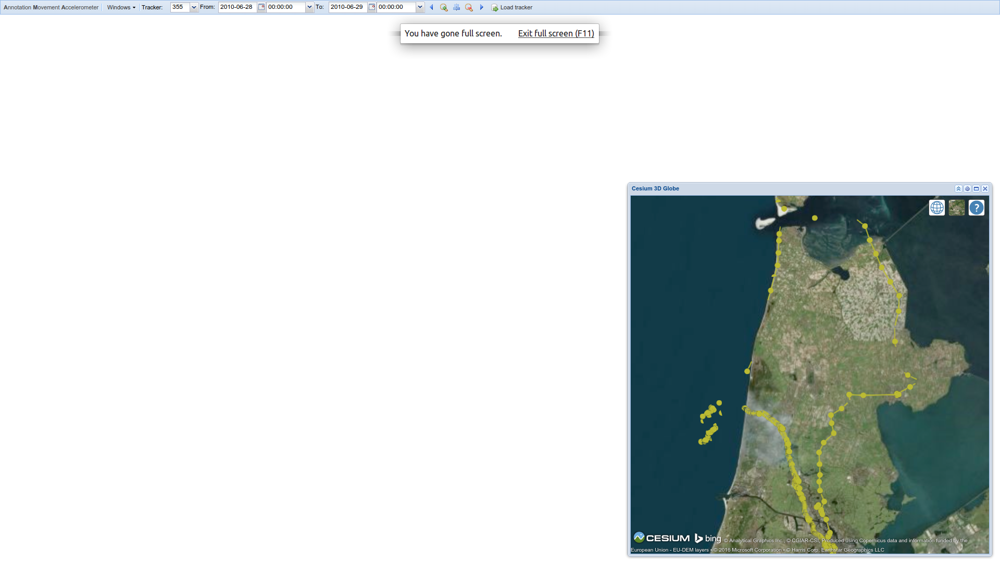 Annotation Movement Accelerometer Windows Tracker: 355 From: 2010-06-28 00:00:00 To: 2010-06-29 00:00:00 Load tracker
You have gone full screen. Exit full screen (F11)
Cesium 3D Globe
?
CESIUM bing © Analytical Graphics Inc., © CGIAR-CSI, Produced using Copernicus data and information funded by the
European Union - EU-DEM layers • © 2016 Microsoft Corporation • © Harris Corp, Earthstar Geographics LLC